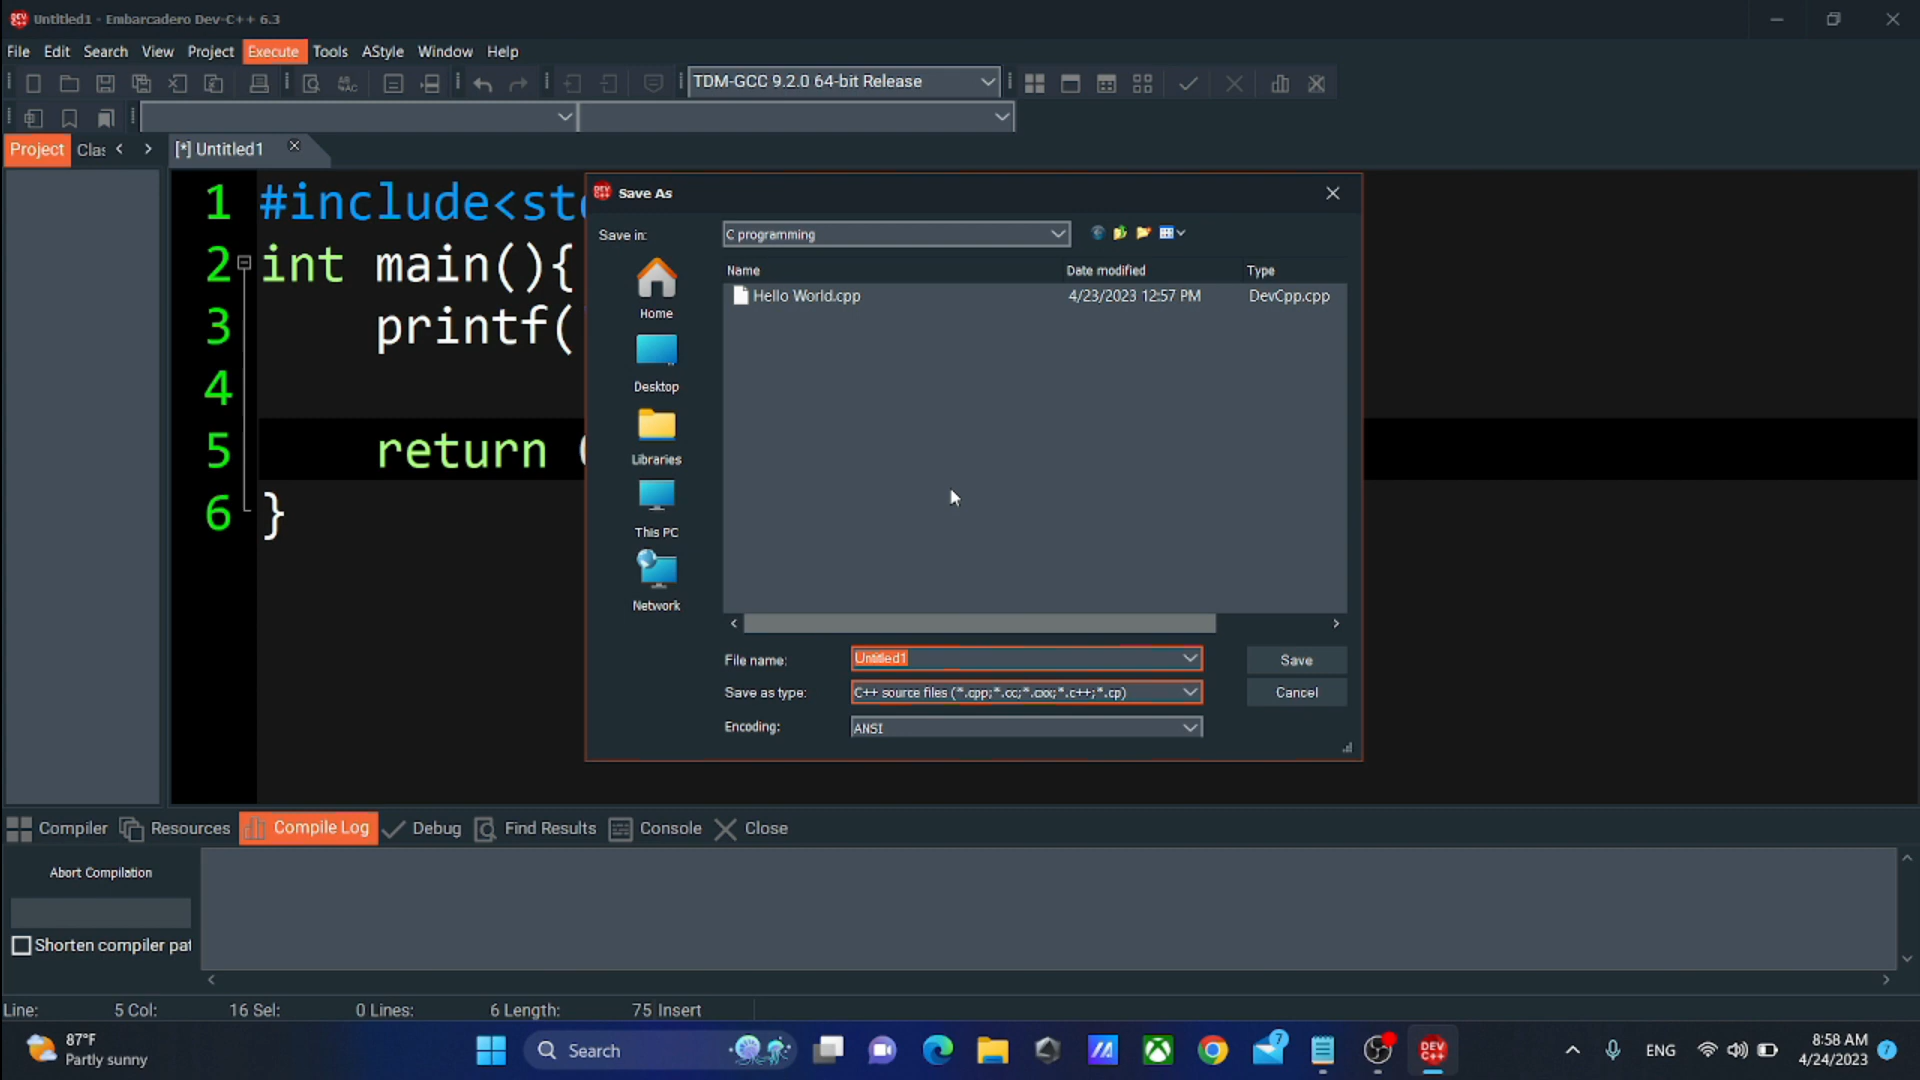 Untitled1 - Embarcadero Dev-C++ 6.3
File Edit Search View Project Execute Tools AStyle Window Help
TDM-GCC 9.2.0 64-bit Release
Project Clas
[*] Untitled1
1 #include<std
2 int main(){
3 printf(
4
5 return
6 }
Save As
Save in: C programming
Name Date modified Type
Hello World.cpp 4/23/2023 12:57 PM DevCpp.cpp
Home
Desktop
Libraries
This PC
Network
File name: Untitled1 Save
Save as type: C++ source files (*.cpp;*.cc;*.cxx;*.c++;*.cp) Cancel
Encoding: ANSI
Compiler Resources Compile Log Debug Find Results Console Close
Abort Compilation
Shorten compiler pat
Line: 5 Col: 16 Sel: 0 Lines: 6 Length: 75 Insert
87°F
Partly sunny
Search
7
DEV
C++
ENG
8:58 AM
4/24/2023
7